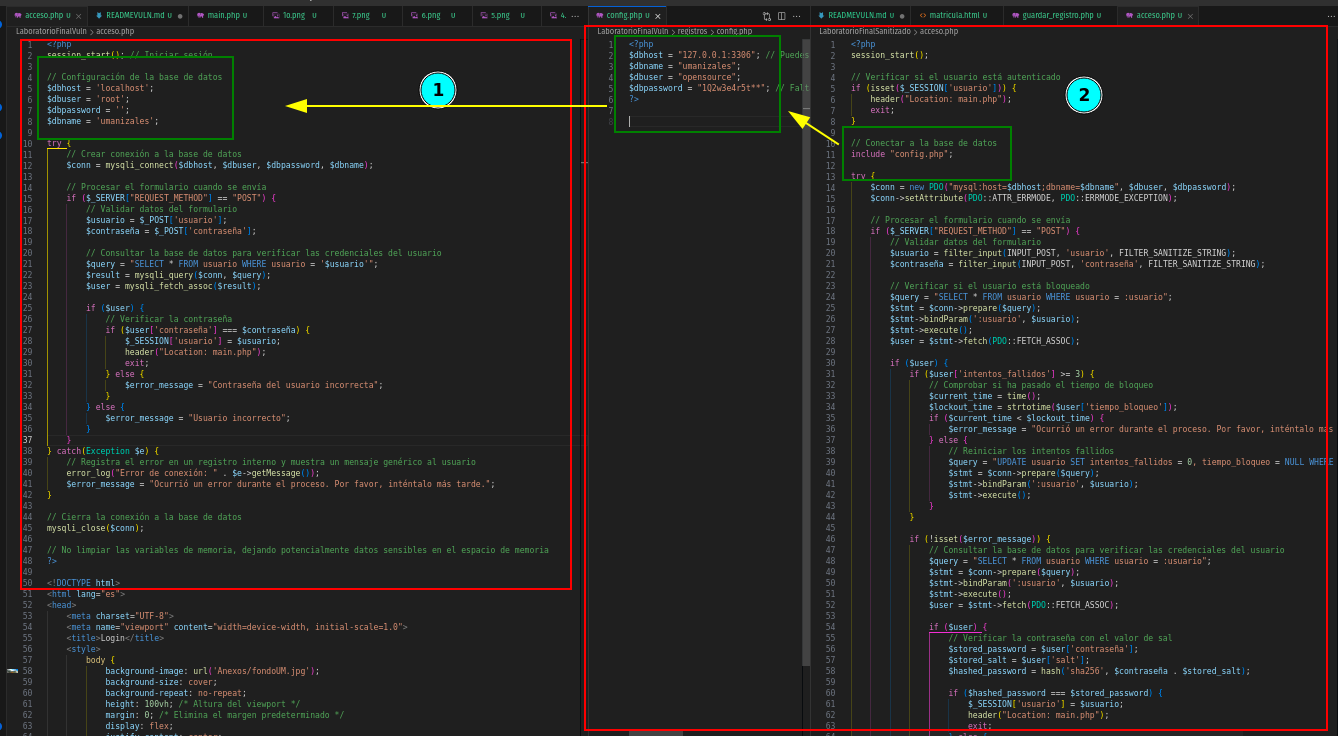 acceso.php U
READMEVULN.md U
main.php U
1o.png U
7.png U
6.png U
5.png U
4.
LaboratorioFinalVuln > acceso.php
1 <?php
2 session_start(); // Iniciar sesión
3
4 // Configuración de la base de datos
5 $dbhost = 'localhost';
6 $dbuser = 'root';
7 $dbpassword = '';
8 $dbname = 'umanizales';
9
10 try {
11 // Crear conexión a la base de datos
12 $conn = mysqli_connect($dbhost, $dbuser, $dbpassword, $dbname);
13
14 // Procesar el formulario cuando se envía
15 if ($_SERVER["REQUEST_METHOD"] == "POST") {
16 // Validar datos del formulario
17 $usuario = $_POST['usuario'];
18 $contraseña = $_POST['contraseña'];
19
20 // Consultar la base de datos para verificar las credenciales del usuario
21 $query = "SELECT * FROM usuario WHERE usuario = '$usuario'";
22 $result = mysqli_query($conn, $query);
23 $user = mysqli_fetch_assoc($result);
24
25 if ($user) {
26 // Verificar la contraseña
27 if ($user['contraseña'] === $contraseña) {
28 $_SESSION['usuario'] = $usuario;
29 header("Location: main.php");
30 exit;
31 } else {
32 $error_message = "Contraseña del usuario incorrecta";
33 }
34 } else {
35 $error_message = "Usuario incorrecto";
36 }
37 }
38 } catch(Exception $e) {
39 // Registra el error en un registro interno y muestra un mensaje genérico al usuario
40 error_log("Error de conexión: " . $e->getMessage());
41 $error_message = "Ocurrió un error durante el proceso. Por favor, inténtalo más tarde.";
42 }
43
44 // Cierra la conexión a la base de datos
45 mysqli_close($conn);
46
47 // No limpiar las variables de memoria, dejando potencialmente datos sensibles en el espacio de memoria
48 ?>
49
50 <!DOCTYPE html>
51 <html lang="es">
52 <head>
53 <meta charset="UTF-8">
54 <meta name="viewport" content="width=device-width, initial-scale=1.0">
55 <title>Login</title>
56 <style>
57 body {
58 background-image: url('Anexos/fondoUM.jpg');
59 background-size: cover;
60 background-repeat: no-repeat;
61 height: 100vh; /* Altura del viewport */
62 margin: 0; /* Elimina el margen predeterminado */
63 display: flex;
1
config.php U
LaboratorioFinalVuln > registros > config.php
1 <?php
2 $dbhost = "127.0.0.1:3306"; // Puedes
3 $dbname = "umanizales";
4 $dbuser = "opensource";
5 $dbpassword = "1Q2w3e4r5t**"; // Falt
6 ?>
7
8
READMEVULN.md U
matricula.html U
guardar_registro.php U
acceso.php U
LaboratorioFinalSanitizado > acceso.php
1 <?php
2 session_start();
3
4 // Verificar si el usuario está autenticado
5 if (isset($_SESSION['usuario'])) {
6 header("Location: main.php");
7 exit;
8 }
9
10 // Conectar a la base de datos
11 include "config.php";
12
13 try {
14 $conn = new PDO("mysql:host=$dbhost;dbname=$dbname", $dbuser, $dbpassword);
15 $conn->setAttribute(PDO::ATTR_ERRMODE, PDO::ERRMODE_EXCEPTION);
16
17 // Procesar el formulario cuando se envía
18 if ($_SERVER["REQUEST_METHOD"] == "POST") {
19 // Validar datos del formulario
20 $usuario = filter_input(INPUT_POST, 'usuario', FILTER_SANITIZE_STRING);
21 $contraseña = filter_input(INPUT_POST, 'contraseña', FILTER_SANITIZE_STRING);
22
23 // Verificar si el usuario está bloqueado
24 $query = "SELECT * FROM usuario WHERE usuario = :usuario";
25 $stmt = $conn->prepare($query);
26 $stmt->bindParam(':usuario', $usuario);
27 $stmt->execute();
28 $user = $stmt->fetch(PDO::FETCH_ASSOC);
29
30 if ($user) {
31 if ($user['intentos_fallidos'] >= 3) {
32 // Comprobar si ha pasado el tiempo de bloqueo
33 $current_time = time();
34 $lockout_time = strtotime($user['tiempo_bloqueo']);
35 if ($current_time < $lockout_time) {
36 $error_message = "Ocurrió un error durante el proceso. Por favor, inténtalo más
37 } else {
38 // Reiniciar los intentos fallidos
39 $query = "UPDATE usuario SET intentos_fallidos = 0, tiempo_bloqueo = NULL WHERE
40 $stmt = $conn->prepare($query);
41 $stmt->bindParam(':usuario', $usuario);
42 $stmt->execute();
43 }
44 }
45
46 if (!isset($error_message)) {
47 // Consultar la base de datos para verificar las credenciales del usuario
48 $query = "SELECT * FROM usuario WHERE usuario = :usuario";
49 $stmt = $conn->prepare($query);
50 $stmt->bindParam(':usuario', $usuario);
51 $stmt->execute();
52 $user = $stmt->fetch(PDO::FETCH_ASSOC);
53
54 if ($user) {
55 // Verificar la contraseña con el valor de sal
56 $stored_password = $user['contraseña'];
57 $stored_salt = $user['salt'];
58 $hashed_password = hash('sha256', $contraseña . $stored_salt);
59
60 if ($hashed_password === $stored_password) {
61 $_SESSION['usuario'] = $usuario;
62 header("Location: main.php");
63 exit;
2